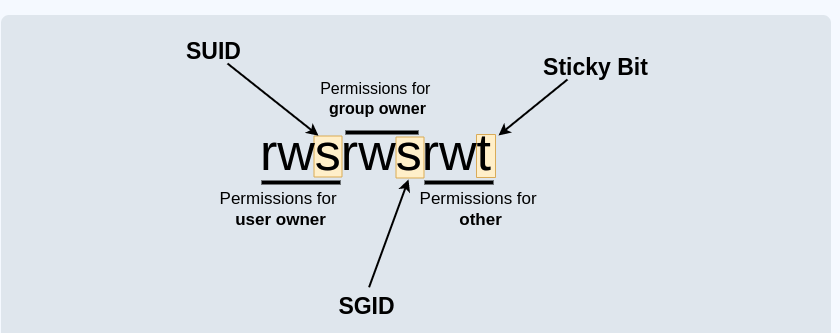 SUID
Sticky Bit
Permissions for
group owner
rwsrwsrwt
Permissions for
user owner
Permissions for
other
SGID